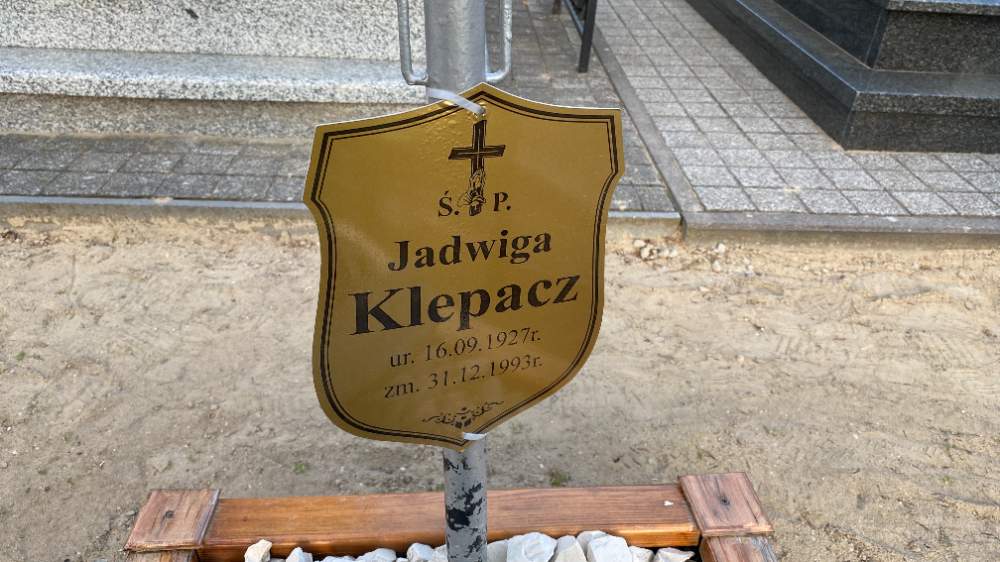 Ś. P.
Jadwiga
Klepacz
ur. 16.09.1927r.
zm. 31.12.1993r.